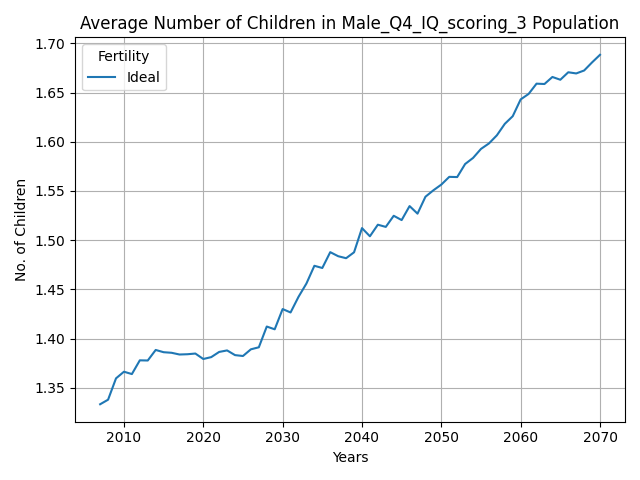 Average Number of Children in Male_Q4_IQ_scoring_3 Population
1.70
1.65
1.60
1.55
1.50
1.45
1.40
1.35
No. of Children
Fertility
Ideal
2010 2020 2030 2040 2050 2060 2070
Years